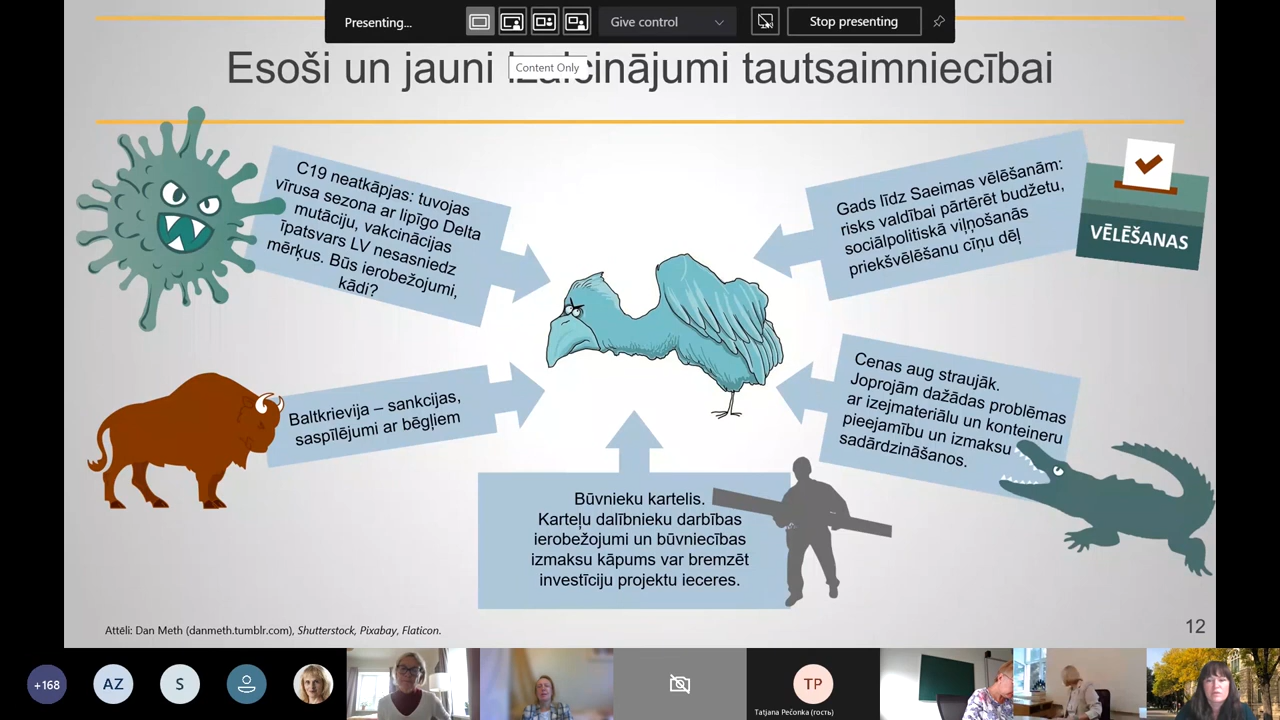 Presenting...
Give control
Stop presenting
Content Only
Esoši un jauni izaicinājumi tautsaimniecībai
C19 neatkāpjas: tuvojas
vīrusa sezona ar lipīgo Delta
mutāciju, vakcinācijas
īpatsvars LV nesasniedz
mērķus. Būs ierobežojumi,
kādi?
Gads līdz Saeimas vēlēšanām:
risks valdībai pārtērēt budžetu,
sociālpolitiskā viļņošanās
priekšvēlēšanu cīņu dēļ
VĒLĒŠANAS
Baltkrievija – sankcijas,
saspīlējumi ar bēgļiem
Cenas aug straujāk.
Joprojām dažādas problēmas
ar izejmateriālu un konteineru
pieejamību un izmaksu
sadārdzināšanos.
Būvnieku kartelis.
Karteļu dalībnieku darbības
ierobežojumi un būvniecības
izmaksu kāpums var bremzēt
investīciju projektu ieceres.
Attēli: Dan Meth (danmeth.tumblr.com), Shutterstock, Pixabay, Flaticon.
12
+168
AZ
S
TP
Tatjana Pečonka (гость)